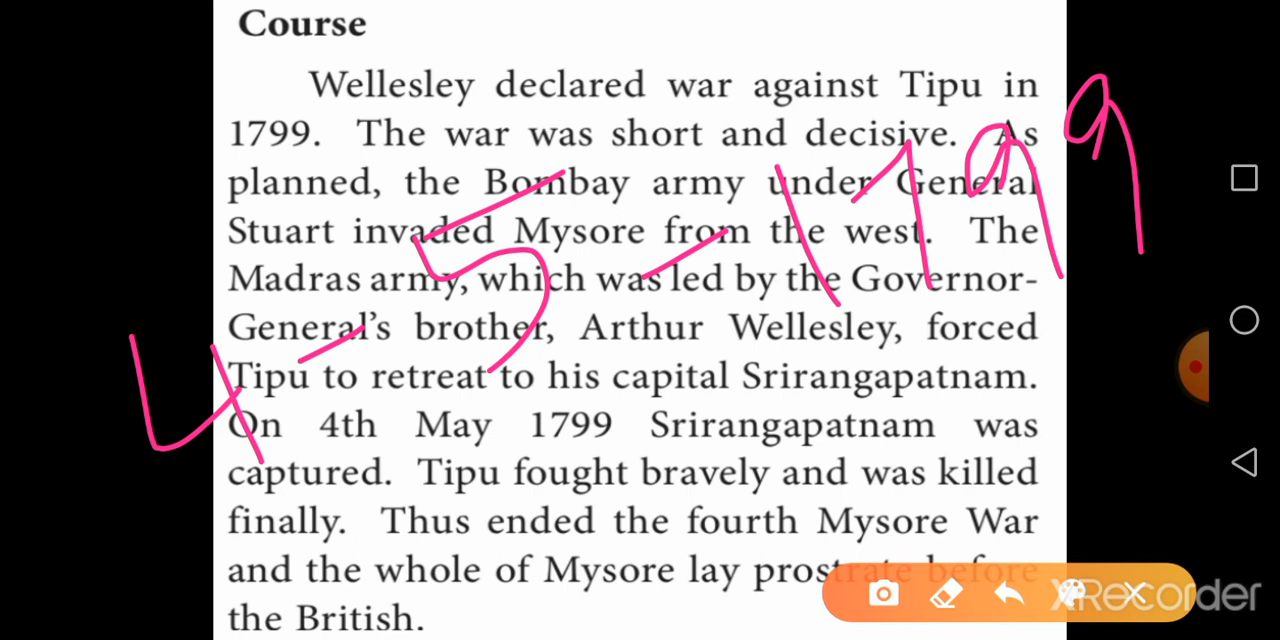 Course
Wellesley declared war against Tipu in
1799. The war was short and decisive. As
planned, the Bombay army under General
Stuart invaded Mysore from the west. The
Madras army, which was led by the Governor-
General's brother, Arthur Wellesley, forced
Tipu to retreat to his capital Srirangapatnam.
On 4th May 1799 Srirangapatnam was
captured. Tipu fought bravely and was killed
finally. Thus ended the fourth Mysore War
and the whole of Mysore lay prostrate before
the British.
4-5-1799
XRecorder